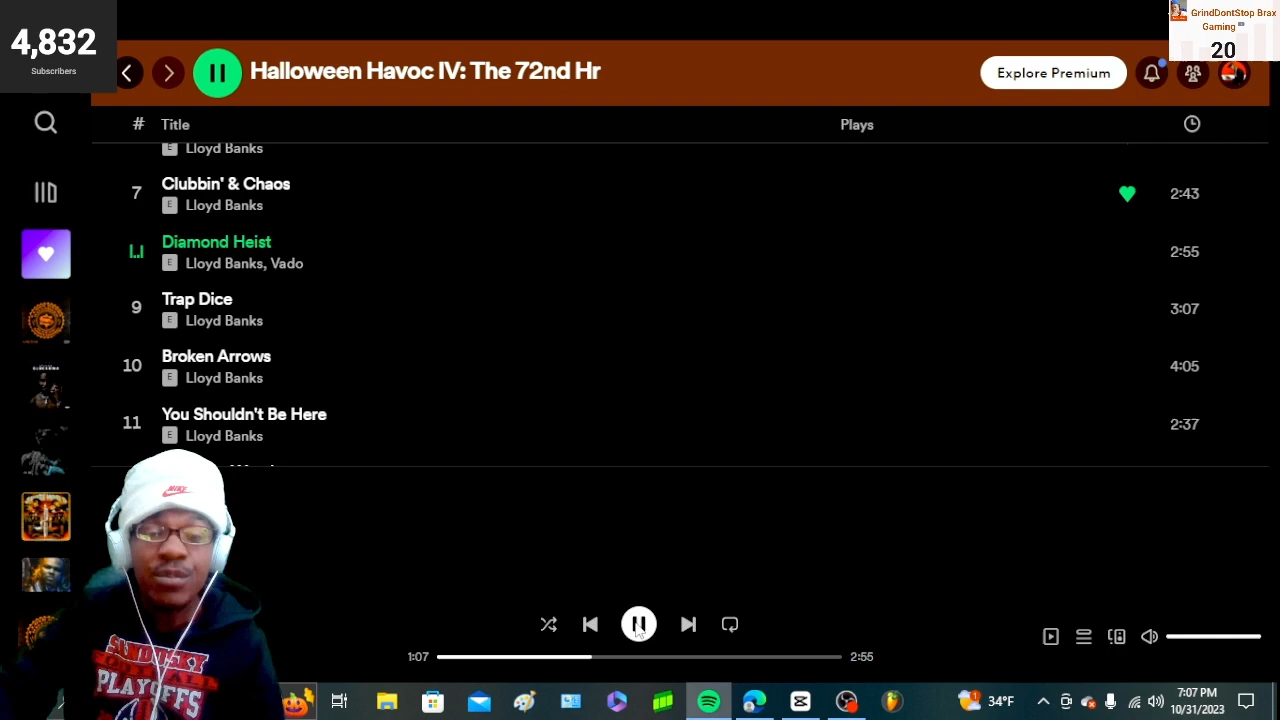 4,832
Subscribers
GrindDontStop Brax
Gaming
20
Halloween Havoc IV: The 72nd Hr
Explore Premium
# Title Plays
E Lloyd Banks
7 Clubbin' & Chaos 2:43
E Lloyd Banks
Diamond Heist 2:55
E Lloyd Banks, Vado
9 Trap Dice 3:07
E Lloyd Banks
10 Broken Arrows 4:05
E Lloyd Banks
11 You Shouldn't Be Here 2:37
E Lloyd Banks
NIKE
SANDUSKY
FOOTBALL
PLAYOFFS
1:07 2:55
34°F
7:07 PM
10/31/2023